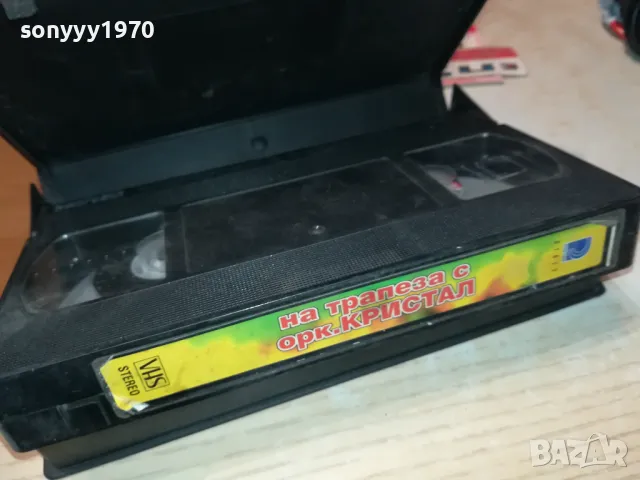 sonyyy1970
на трапеза с
орк.КРИСТАЛ
VHS
STEREO
BAZAR